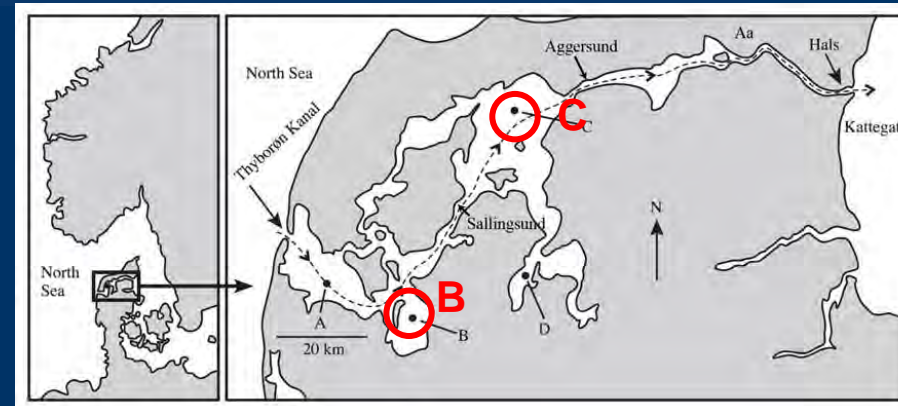 North
Sea
North Sea
Thyborøn Kanal
A
20 km
B
B
Sallingsund
C
C
Aggersund
D
N
Aa
Hals
Kattegat